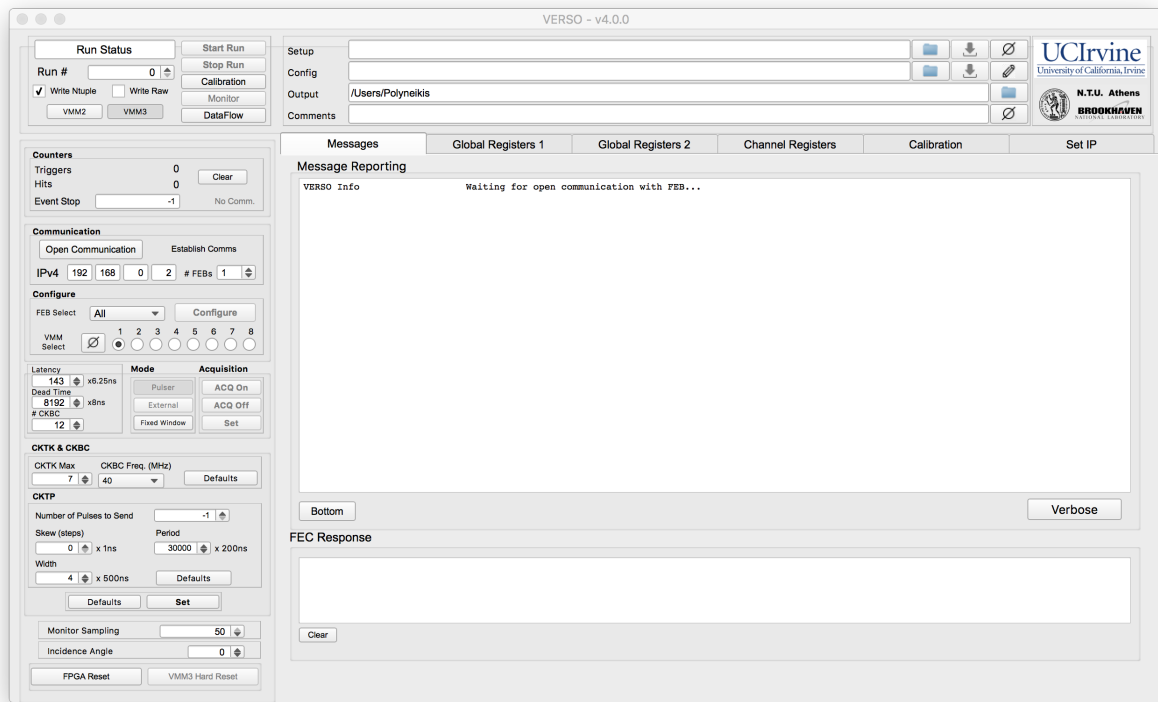 VERSO - v4.0.0
Run Status
Start Run
Stop Run
Run # 0
Calibration
Write Ntuple Write Raw
Monitor
VMM2 VMM3
DataFlow
Setup
Config
Output /Users/Polyneikis
Comments
UCIrvine
University of California, Irvine
N.T.U. Athens
BROOKHAVEN
NATIONAL LABORATORY
Counters
Triggers 0
Hits 0
Clear
Event Stop -1 No Comm.
Communication
Open Communication Establish Comms
IPv4 192 168 0 2 # FEBs 1
Configure
FEB Select All Configure
1 2 3 4 5 6 7 8
VMM
Select
Latency
143 x6.25ns
Dead Time
8192 x8ns
# CKBC
12
Mode
Pulser
External
Fixed Window
Acquisition
ACQ On
ACQ Off
Set
CKTK & CKBC
CKTK Max CKBC Freq. (MHz)
7 40 Defaults
CKTP
Number of Pulses to Send -1
Skew (steps) Period
0 x 1ns 30000 x 200ns
Width
4 x 500ns Defaults
Defaults Set
Monitor Sampling 50
Incidence Angle 0
FPGA Reset VMM3 Hard Reset
Messages Global Registers 1 Global Registers 2 Channel Registers Calibration Set IP
Message Reporting
VERSO Info Waiting for open communication with FEB...
Bottom Verbose
FEC Response
Clear